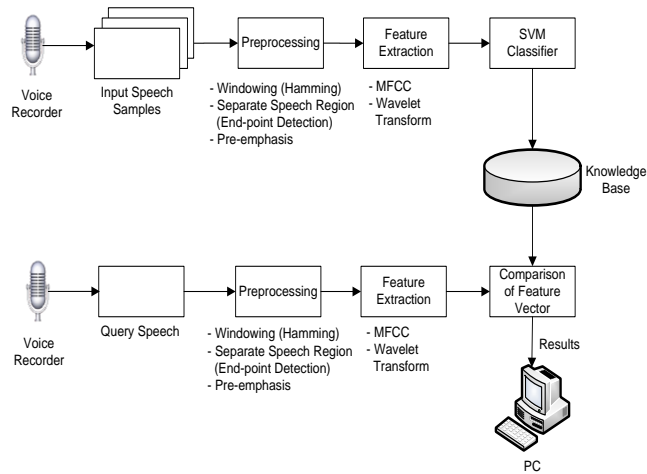 Voice
Recorder
Input Speech
Samples
Preprocessing
- Windowing (Hamming)
- Separate Speech Region
(End-point Detection)
- Pre-emphasis
Feature
Extraction
- MFCC
- Wavelet
Transform
SVM
Classifier
Knowledge
Base
Voice
Recorder
Query Speech
Preprocessing
- Windowing (Hamming)
- Separate Speech Region
(End-point Detection)
- Pre-emphasis
Feature
Extraction
- MFCC
- Wavelet
Transform
Comparison
of Feature
Vector
Results
PC